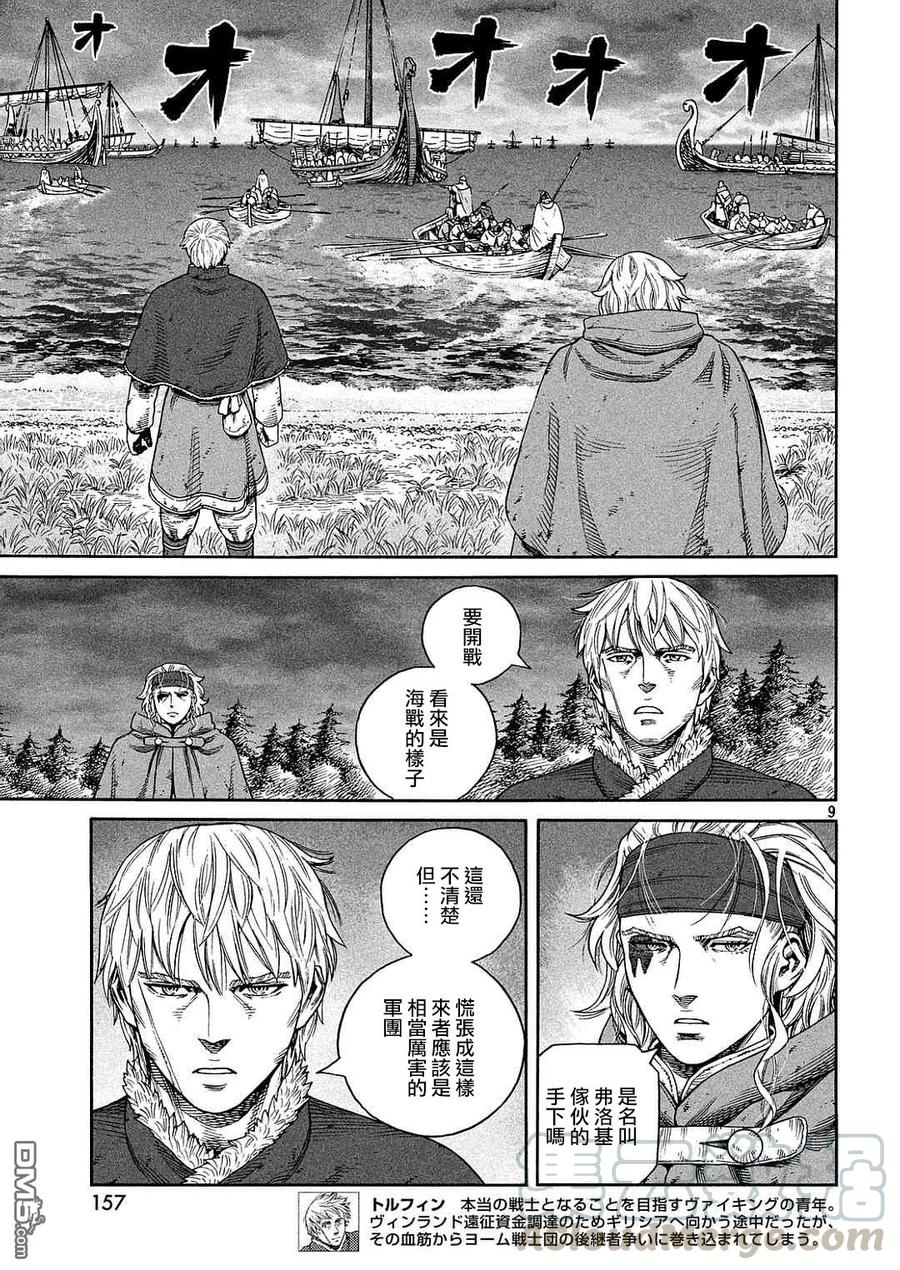 オ
オ
オ
オ
要開戰
看來是
海戰的樣子
9
是名叫
弗洛基
傢伙的
手下嗎
這還
不清楚
但……
慌張成這樣
來者應該是
相當厲害的
軍團
157
トルフィン 本当の戦士となることを目指すヴァイキングの青年。
ヴィンランド遠征資金調達のためギリシアへ向かう途中だったが、
その血筋からヨーム戦士団の後継者争いに巻き込まれてしまう。
DM5.com
集云数据